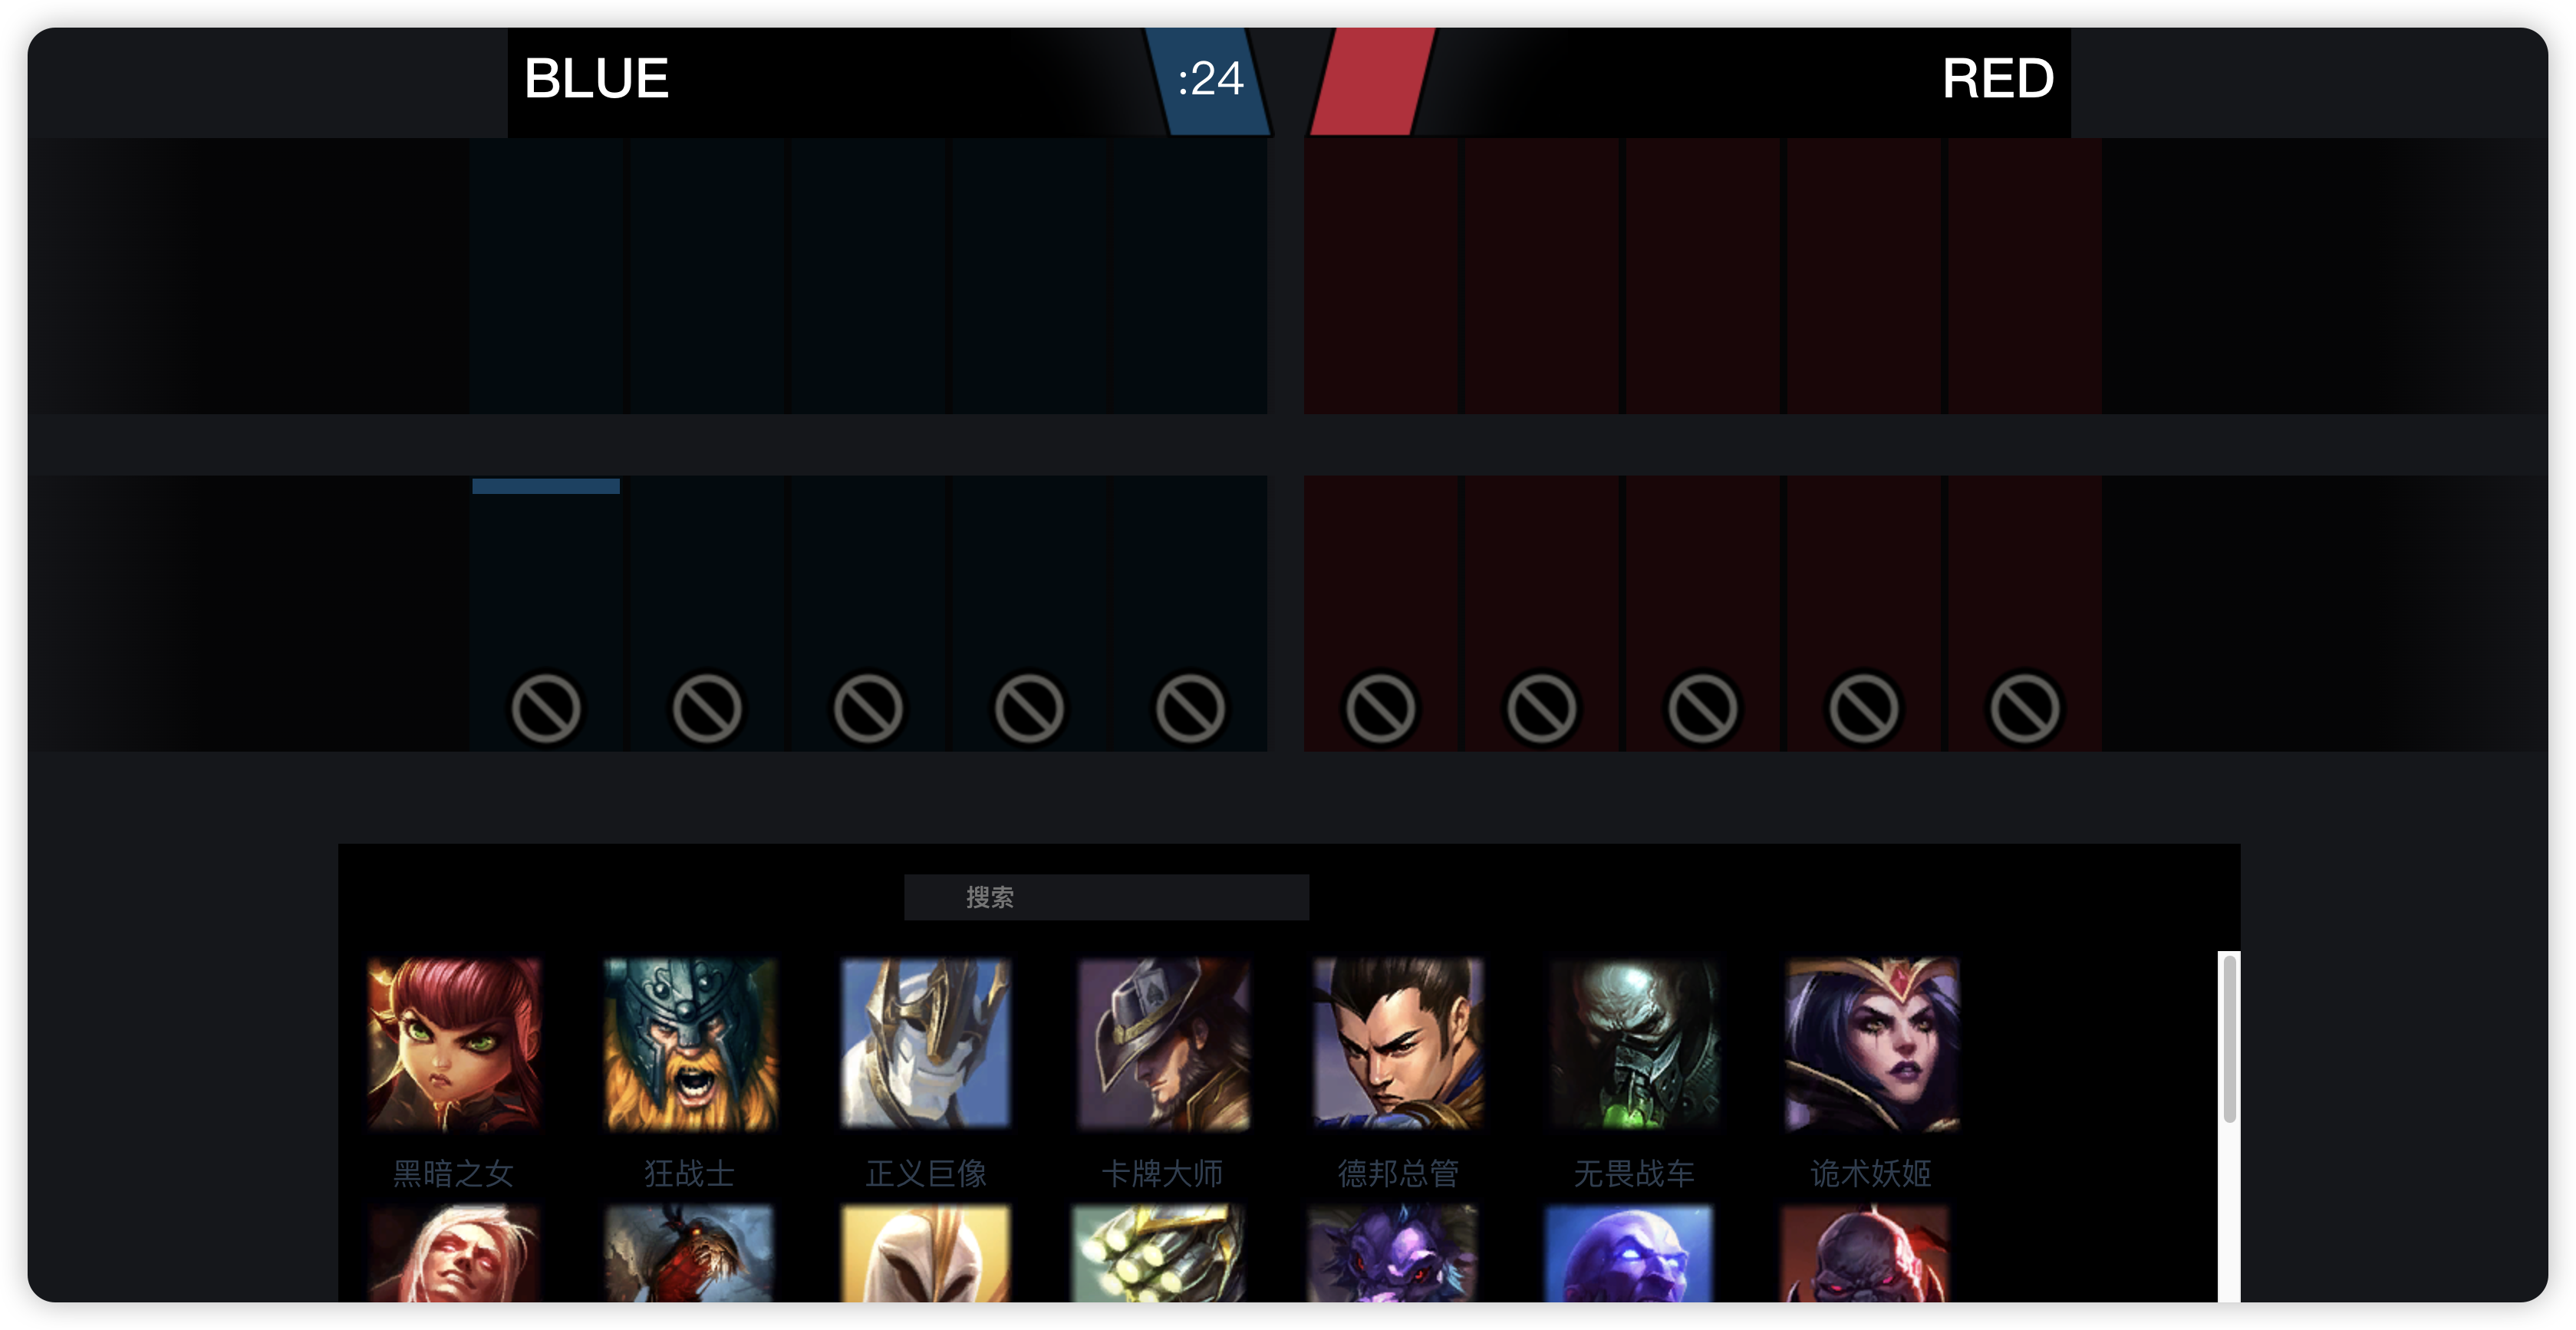 BLUE
:24
RED
搜索
黑暗之女
狂战士
正义巨像
卡牌大师
德邦总管
无畏战车
诡术妖姬